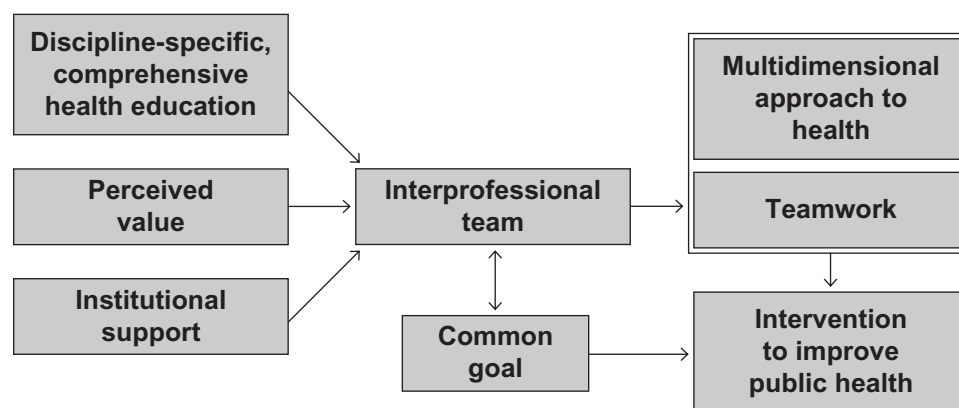 Discipline-specific,
comprehensive
health education
Perceived
value
Institutional
support
Interprofessional
team
Common
goal
Multidimensional
approach to
health
Teamwork
Intervention
to improve
public health